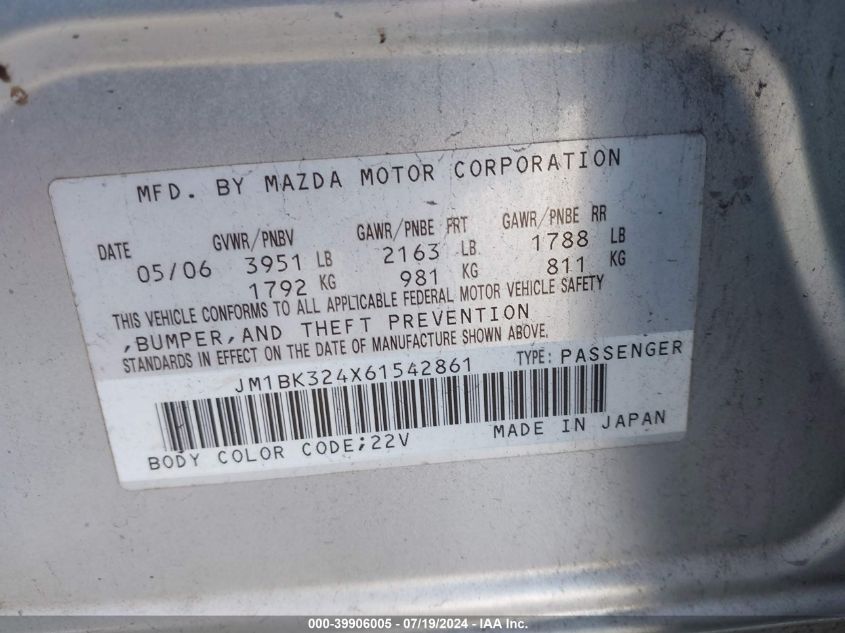 MFD. BY MAZDA MOTOR CORPORATION
DATE GVWR/PNBV GAWR/PNBE FRT GAWR/PNBE RR
05/06 3951 LB 2163 LB 1788 LB
1792 KG 981 KG 811 KG
THIS VEHICLE CONFORMS TO ALL APPLICABLE FEDERAL MOTOR VEHICLE SAFETY
,BUMPER,AND THEFT PREVENTION
STANDARDS IN EFFECT ON THE DATE OF MANUFACTURE SHOWN ABOVE.
JM1BK324X61542861 TYPE: PASSENGER
BODY COLOR CODE;22V MADE IN JAPAN
000-39906005 - 07/19/2024 - IAA Inc.